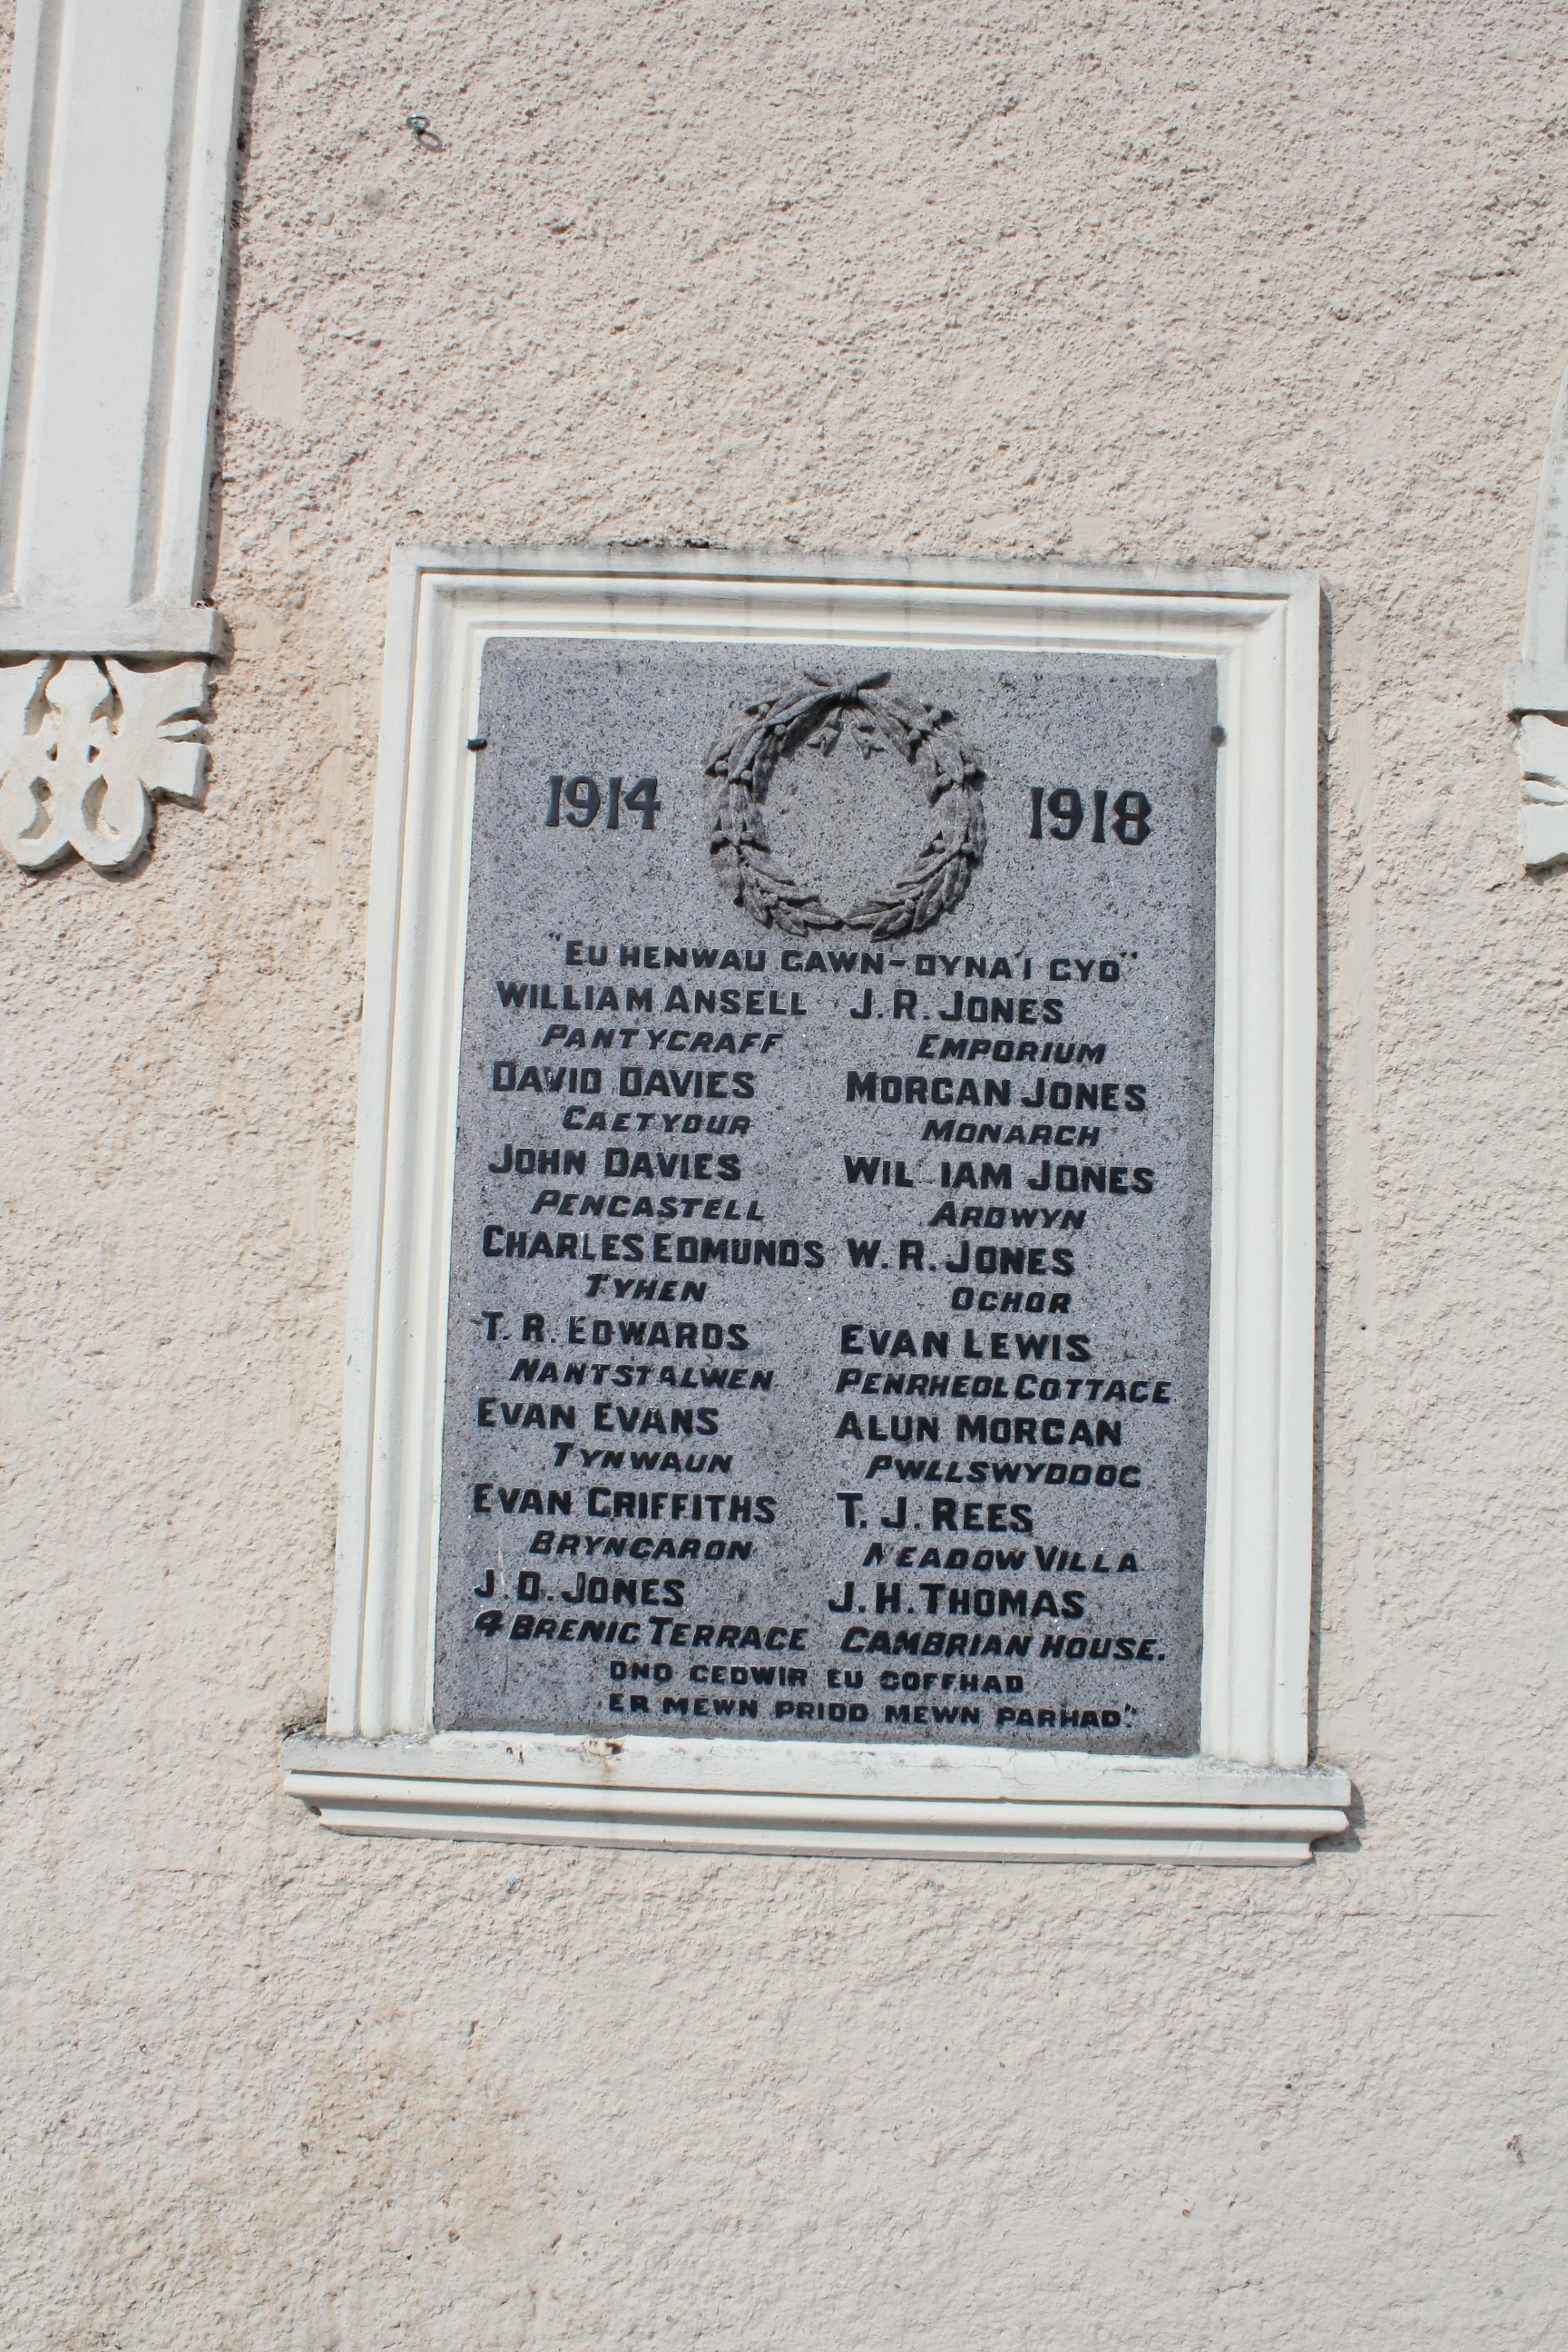 1914 1918
"EU HENWAU GAWN-DYNA'I GYD"
WILLIAM ANSELL J. R. JONES
PANTYCRAFF EMPORIUM
DAVID DAVIES MORGAN JONES
CAETYDUR MONARCH
JOHN DAVIES WILLIAM JONES
PENCASTELL ARDWYN
CHARLES EDMUNDS W. R. JONES
TYHEN OCHOR
T. R. EDWARDS EVAN LEWIS
NANTSTALWEN PENRHEOL COTTAGE
EVAN EVANS ALUN MORGAN
TYNWAUN PWLLSWYDDOG
EVAN GRIFFITHS T. J. REES
BRYNCARON MEADOW VILLA
J. D. JONES J. H. THOMAS
4 BRENIG TERRACE CAMBRIAN HOUSE.
OND CEDWIR EU COFFHAD
ER MEWN PRIDD MEWN PARHAD."